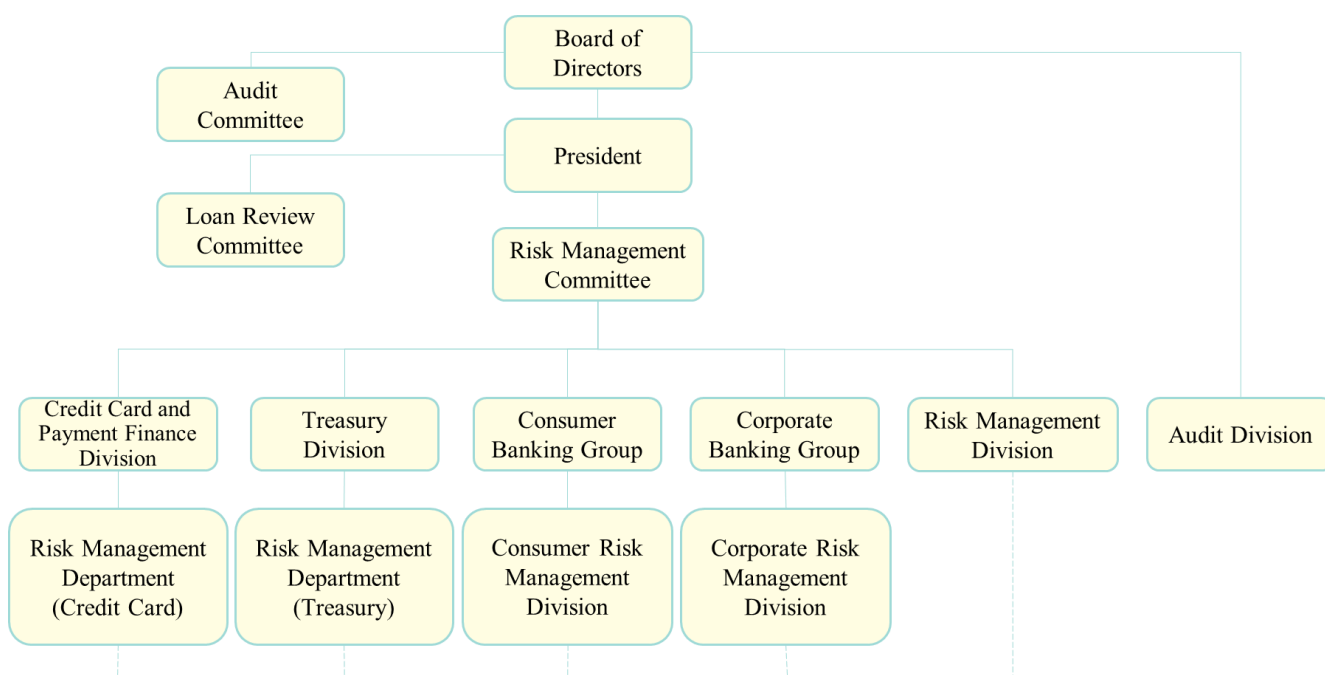 Board of
Directors
Audit
Committee
President
Loan Review
Committee
Risk Management
Committee
Credit Card and
Payment Finance
Division
Treasury
Division
Consumer
Banking Group
Corporate
Banking Group
Risk Management
Division
Audit Division
Risk Management
Department
(Credit Card)
Risk Management
Department
(Treasury)
Consumer Risk
Management
Division
Corporate Risk
Management
Division